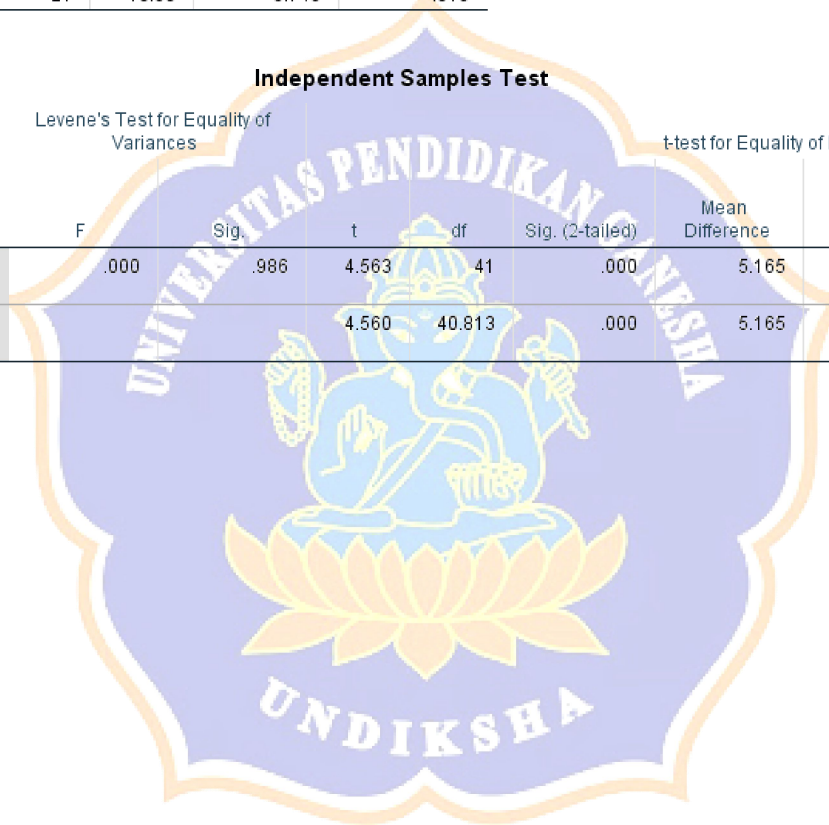 Independent Samples Test
Levene's Test for Equality of
Variances
t-test for Equality of
Mean
F Sig. t df Sig. (2-tailed) Difference
.000 .986 4.563 41 .000 5.165
4.560 40.813 .000 5.165
UNIVERSITAS PENDIDIKAN GANESHA
UNDIKSHA